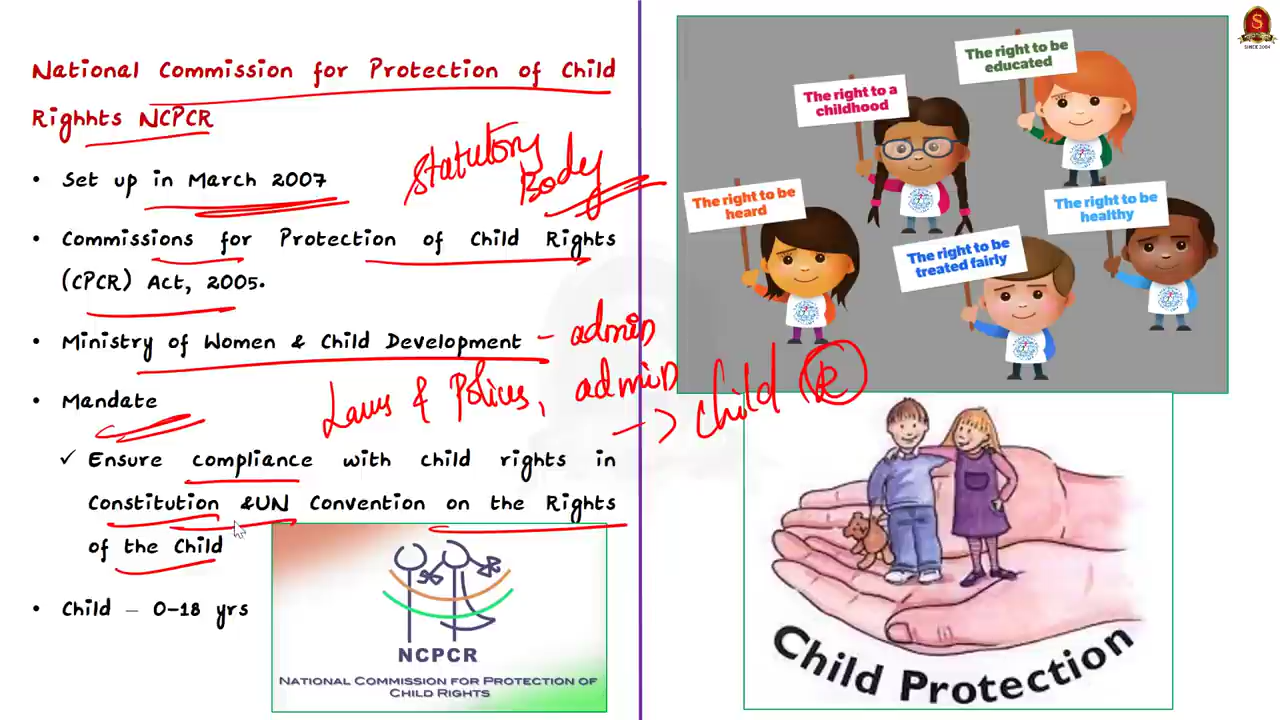 National Commission for Protection of Child
Righhts NCPCR
• Set up in March 2007
Statutory
Body
• Commissions for Protection of Child Rights
(CPCR) Act, 2005.
• Ministry of Women & Child Development - admin
• Mandate
Laws & Polices, admin
→ child R
✓ Ensure compliance with child rights in
Constitution &UN Convention on the Rights
of the Child
• Child – 0-18 yrs
NCPCR
NATIONAL COMMISSION FOR PROTECTION OF
CHILD RIGHTS
The right to be
educated
The right to a
childhood
The right to be
heard
The right to be
healthy
The right to be
treated fairly
Child Protection
S
SINCE 2004